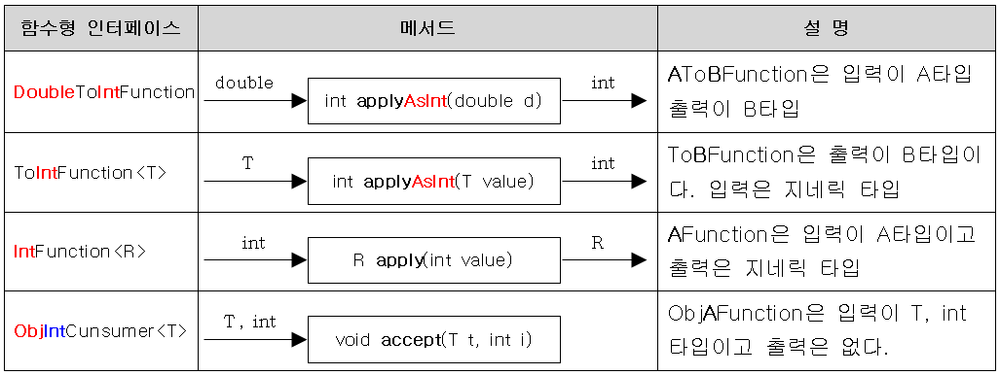 함수형 인터페이스
메서드
설 명
DoubleToIntFunction
double
int applyAsInt(double d)
int
AToBFunction은 입력이 A타입
출력이 B타입
ToIntFunction<T>
T
int applyAsInt(T value)
int
ToBFunction은 출력이 B타입이
다. 입력은 지네릭 타입
IntFunction<R>
int
R apply(int value)
R
AFunction은 입력이 A타입이고
출력은 지네릭 타입
ObjIntCunsumer<T>
T, int
void accept(T t, int i)
ObjAFunction은 입력이 T, int
타입이고 출력은 없다.